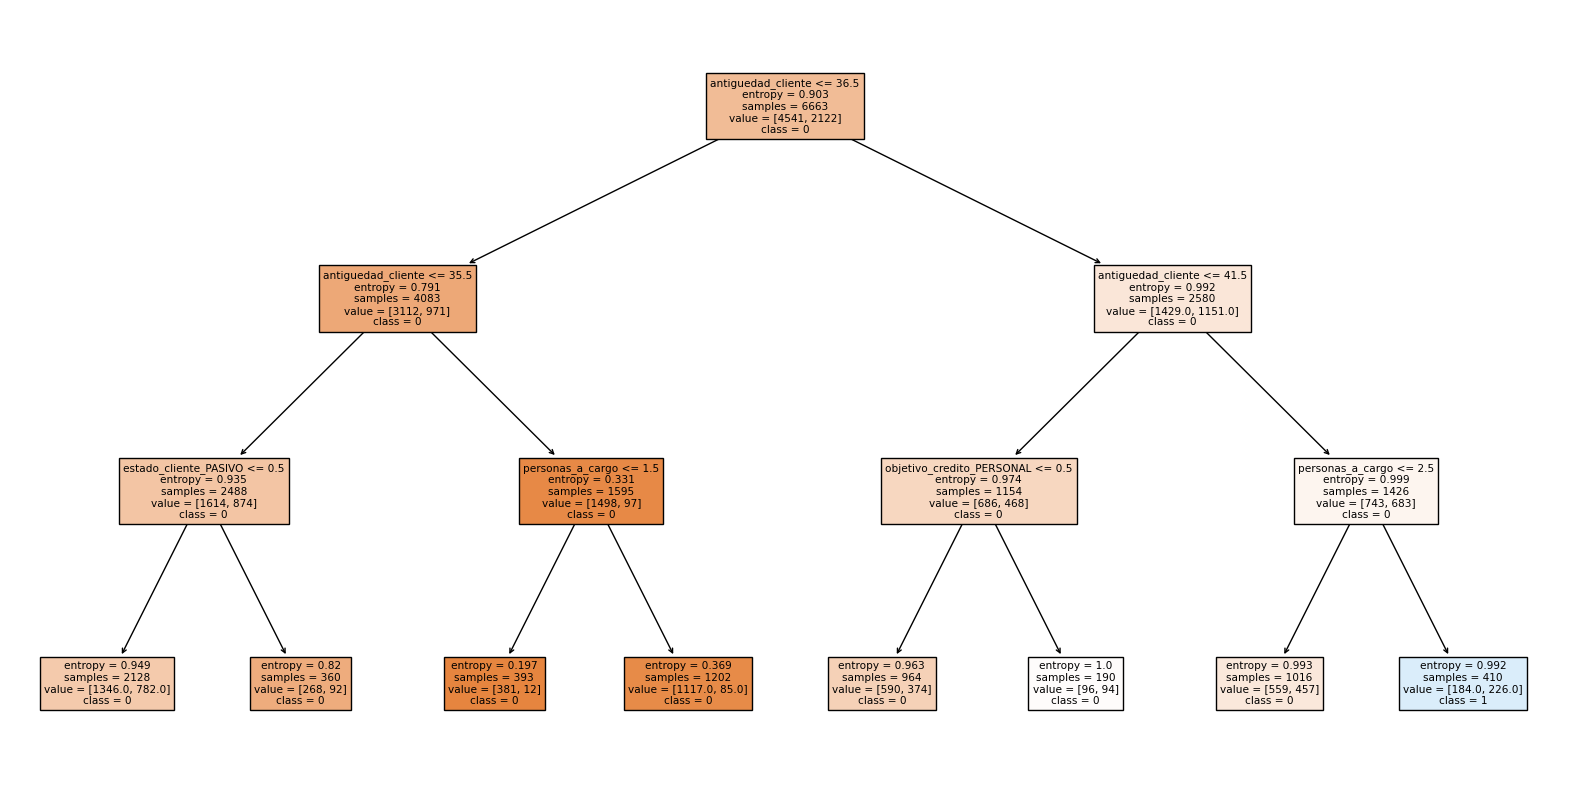 antiguedad_cliente <= 36.5
entropy = 0.903
samples = 6663
value = [4541, 2122]
class = 0
antiguedad_cliente <= 35.5
entropy = 0.791
samples = 4083
value = [3112, 971]
class = 0
antiguedad_cliente <= 41.5
entropy = 0.992
samples = 2580
value = [1429.0, 1151.0]
class = 0
estado_cliente_PASIVO <= 0.5
entropy = 0.935
samples = 2488
value = [1614, 874]
class = 0
personas_a_cargo <= 1.5
entropy = 0.331
samples = 1595
value = [1498, 97]
class = 0
objetivo_credito_PERSONAL <= 0.5
entropy = 0.974
samples = 1154
value = [686, 468]
class = 0
personas_a_cargo <= 2.5
entropy = 0.999
samples = 1426
value = [743, 683]
class = 0
entropy = 0.949
samples = 2128
value = [1346.0, 782.0]
class = 0
entropy = 0.82
samples = 360
value = [268, 92]
class = 0
entropy = 0.197
samples = 393
value = [381, 12]
class = 0
entropy = 0.369
samples = 1202
value = [1117.0, 85.0]
class = 0
entropy = 0.963
samples = 964
value = [590, 374]
class = 0
entropy = 1.0
samples = 190
value = [96, 94]
class = 0
entropy = 0.993
samples = 1016
value = [559, 457]
class = 0
entropy = 0.992
samples = 410
value = [184.0, 226.0]
class = 1